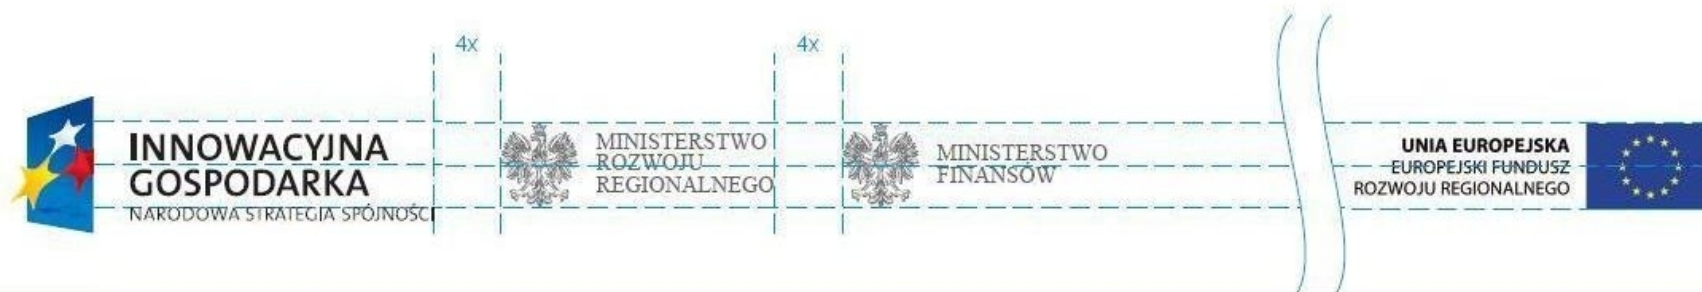 4x
4x
INNOWACYJNA
GOSPODARKA
NARODOWA STRATEGIA SPÓJNOŚCI
MINISTERSTWO
ROZWOJU
REGIONALNEGO
MINISTERSTWO
FINANSÓW
UNIA EUROPEJSKA
EUROPEJSKI FUNDUSZ
ROZWOJU REGIONALNEGO